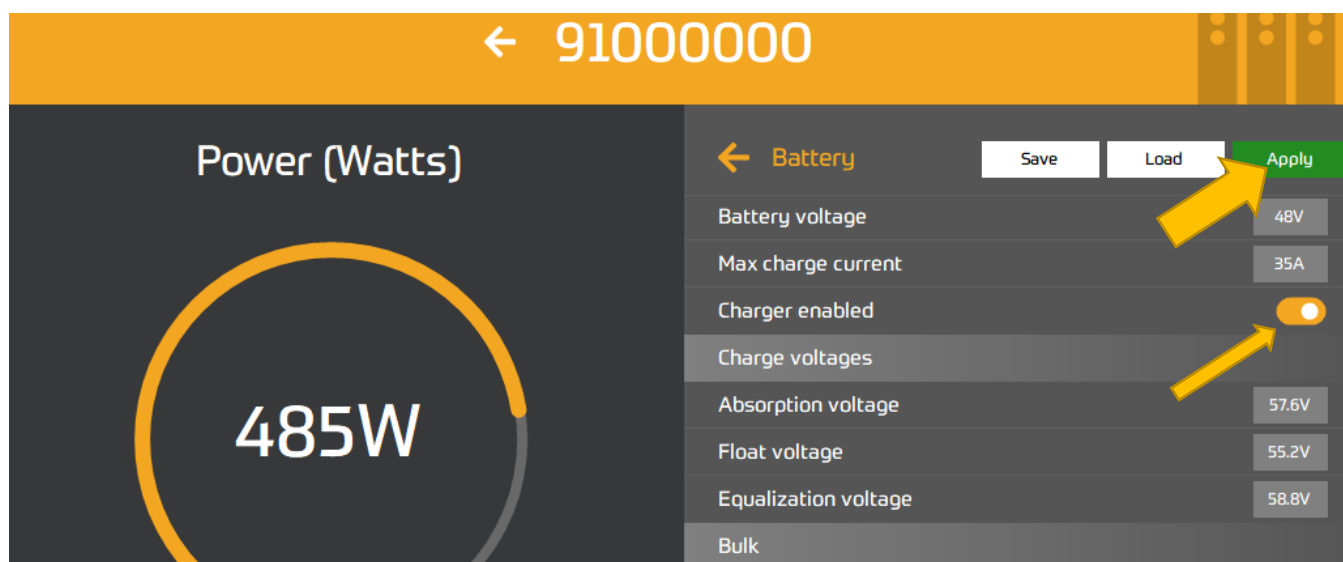 91000000
Power (Watts)
485W
Battery
Save
Load
Apply
Battery voltage
48V
Max charge current
35A
Charger enabled
Charge voltages
Absorption voltage
57.6V
Float voltage
55.2V
Equalization voltage
58.8V
Bulk